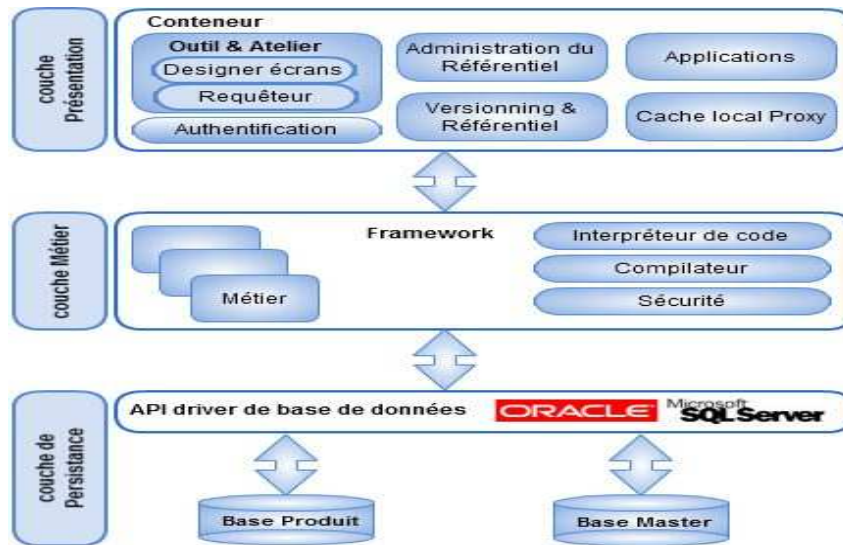 couche
Présentation
Conteneur
Outil & Atelier
Designer écrans
Requêteur
Authentification
Administration du
Référentiel
Versionning &
Référentiel
Applications
Cache local Proxy
couche Métier
Framework
Métier
Interpréteur de code
Compilateur
Sécurité
couche de
Persistance
API driver de base de données
ORACLE
Microsoft
SQL Server
Base Produit
Base Master